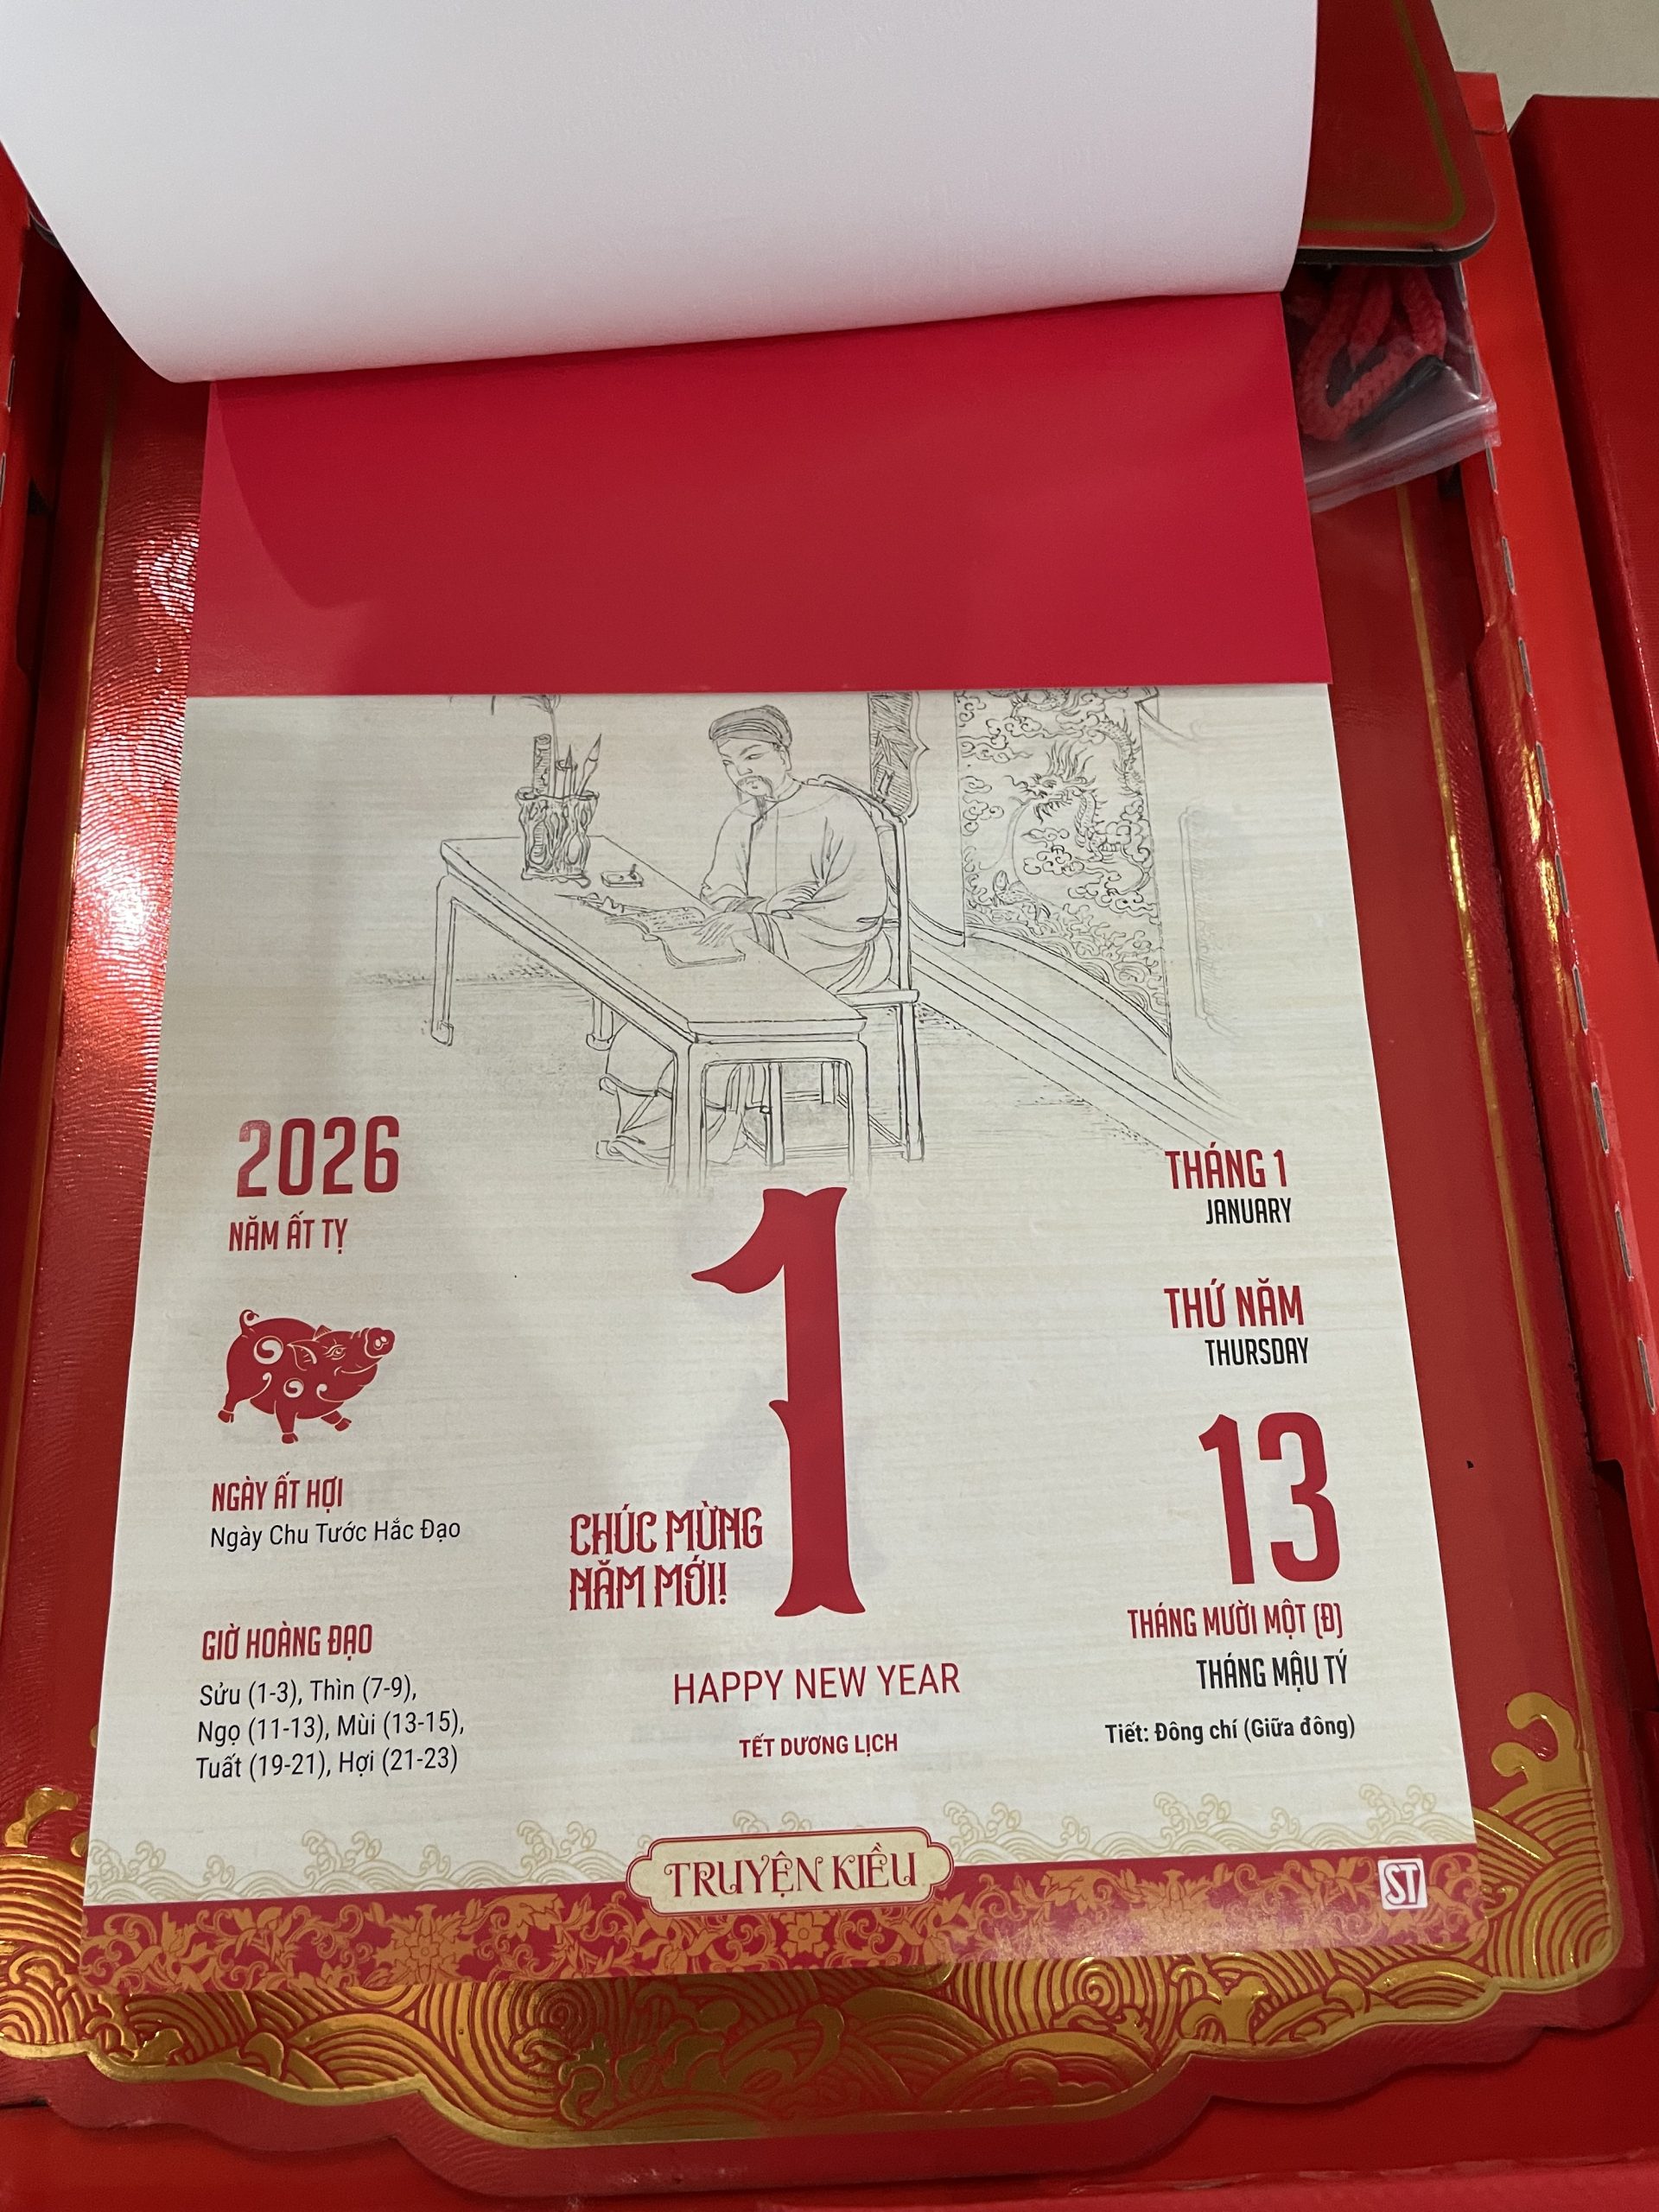 2026
NĂM ẤT TỴ
THÁNG 1
JANUARY
THỨ NĂM
THURSDAY
1
13
NGÀY ẤT HỢI
Ngày Chu Tước Hắc Đạo
CHÚC MỪNG
NĂM MỚI!
THÁNG MƯỜI MỘT (Đ)
THÁNG MẬU TÝ
Tiết: Đông chí (Giữa đông)
GIỜ HOÀNG ĐẠO
Sửu (1-3), Thìn (7-9),
Ngọ (11-13), Mùi (13-15),
Tuất (19-21), Hợi (21-23)
HAPPY NEW YEAR
TẾT DƯƠNG LỊCH
TRUYỆN KIỀU
ST